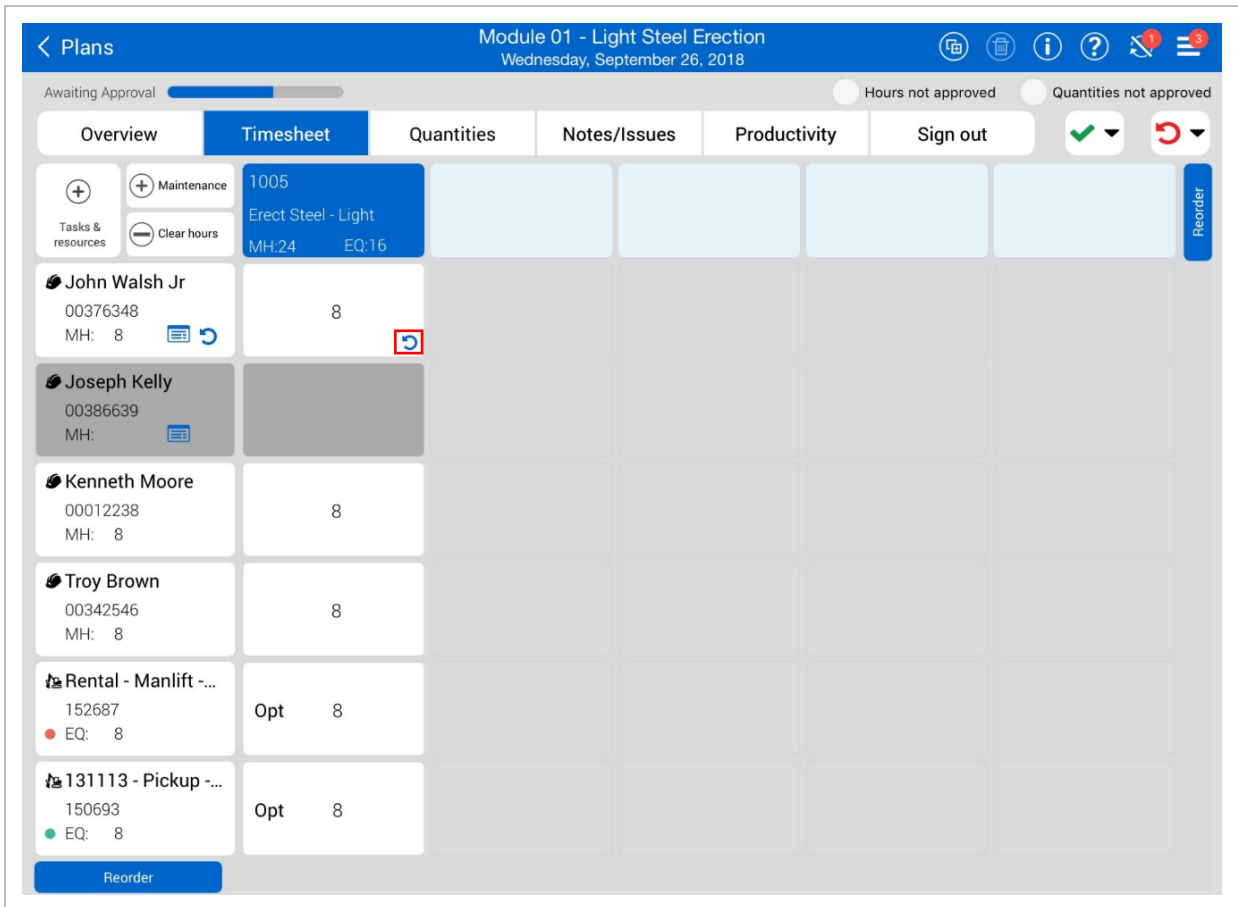 Plans
Module 01 - Light Steel Erection
Wednesday, September 26, 2018
1
3
Awaiting Approval
Hours not approved
Quantities not approved
Overview
Timesheet
Quantities
Notes/Issues
Productivity
Sign out
Tasks &
resources
Maintenance
Clear hours
1005
Erect Steel - Light
MH:24 EQ:16
Reorder
John Walsh Jr
00376348
MH: 8
8
Joseph Kelly
00386639
MH:
Kenneth Moore
00012238
MH: 8
8
Troy Brown
00342546
MH: 8
8
Rental - Manlift -...
152687
EQ: 8
Opt 8
131113 - Pickup -...
150693
EQ: 8
Opt 8
Reorder